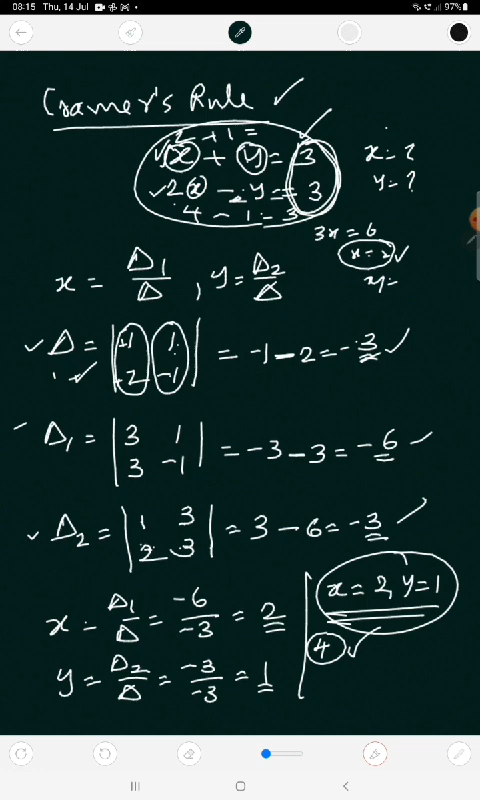 08:15 Thu, 14 Jul 97%
Cramer's Rule ✓
2 + 1 =
✓ x + y = 3 x = ?
✓ 2x - y = 3 y = ?
4 - 1 = 3
3x = 6
x = 2 ✓
x = Δ1/Δ , y = Δ2/Δ
✓ Δ = |1 1; 2 -1| = -1 - 2 = -3 ✓
Δ1 = |3 1; 3 -1| = -3 - 3 = -6 ✓
✓ Δ2 = |1 3; 2 3| = 3 - 6 = -3 ✓
x = 2, y = 1
x = Δ1/Δ = -6/-3 = 2
4 ✓
y = Δ2/Δ = -3/-3 = 1